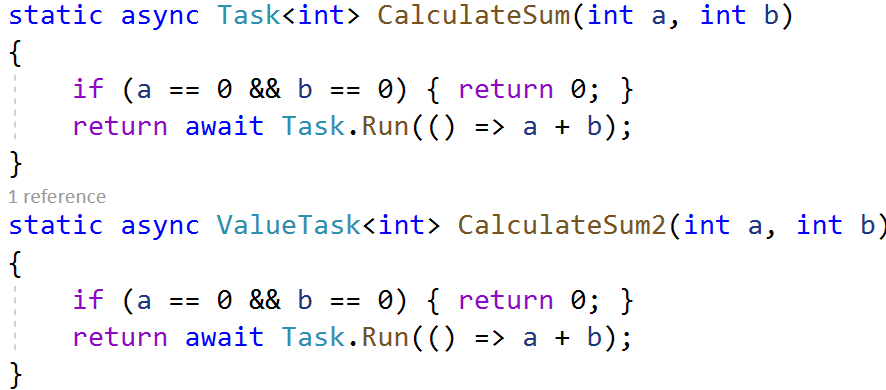 static async Task<int> CalculateSum(int a, int b)
{
    if (a == 0 && b == 0) { return 0; }
    return await Task.Run(() => a + b);
}
1 reference
static async ValueTask<int> CalculateSum2(int a, int b)
{
    if (a == 0 && b == 0) { return 0; }
    return await Task.Run(() => a + b);
}